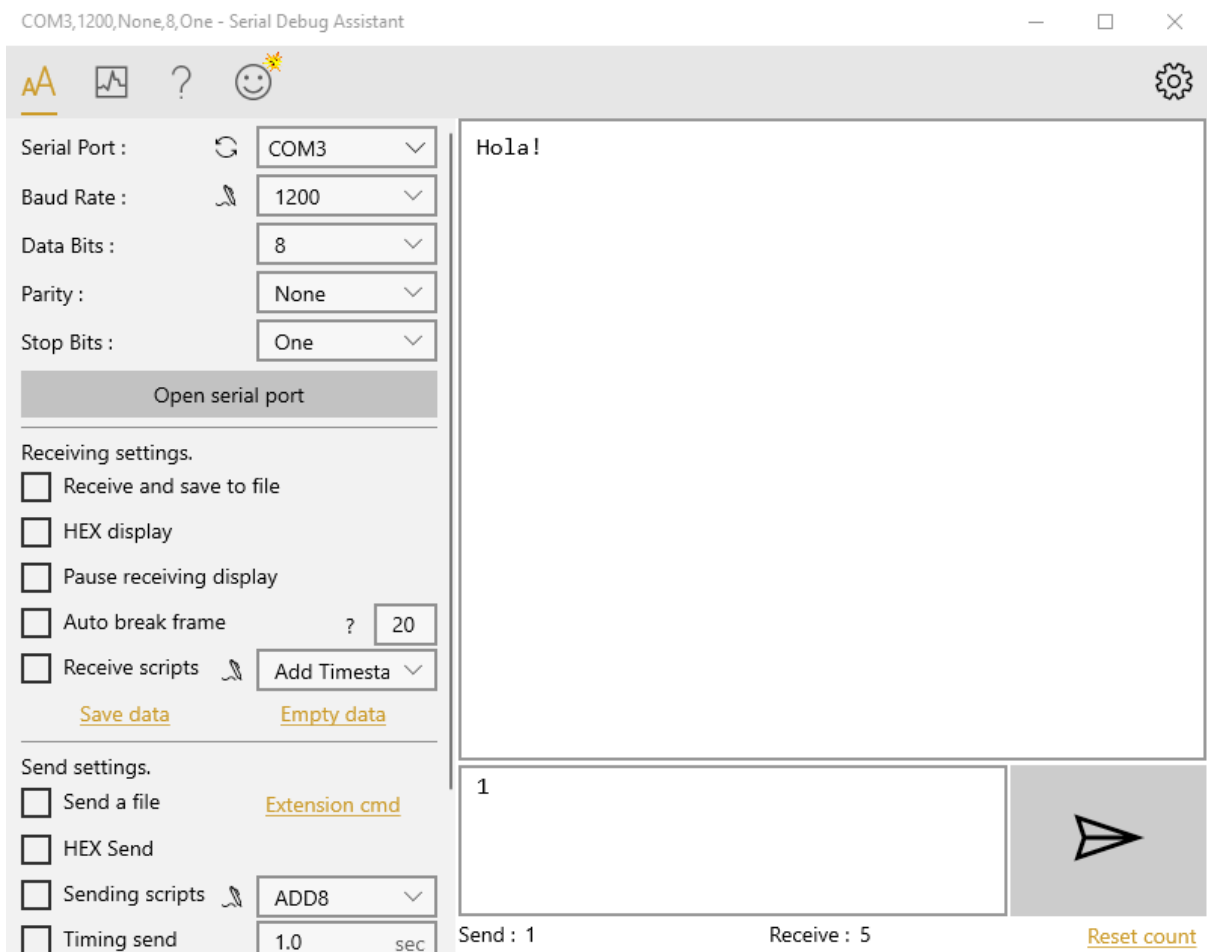 COM3,1200,None,8,One - Serial Debug Assistant
AA
?
Serial Port :
COM3
Baud Rate :
1200
Data Bits :
8
Parity :
None
Stop Bits :
One
Open serial port
Receiving settings.
Receive and save to file
HEX display
Pause receiving display
Auto break frame
?
20
Receive scripts
Add Timesta
Save data
Empty data
Send settings.
Send a file
Extension cmd
HEX Send
Sending scripts
ADD8
Timing send
1.0
sec
Hola!
1
Send : 1
Receive : 5
Reset count